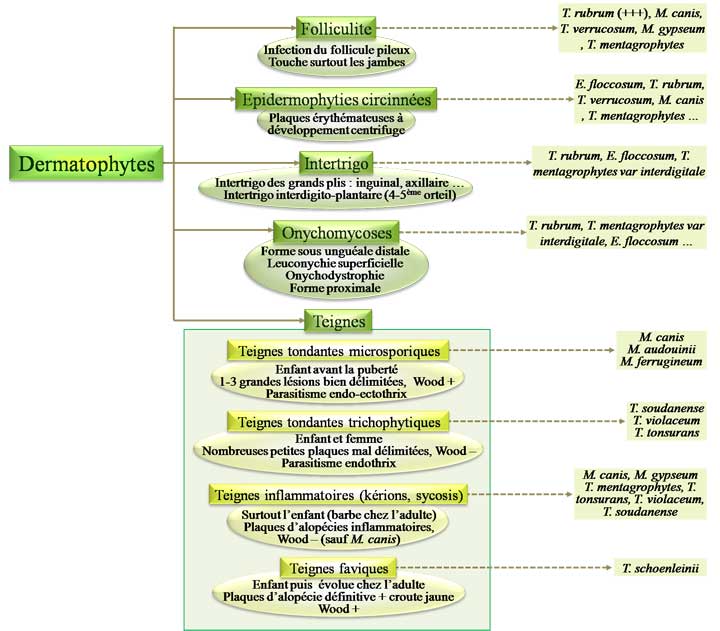 Dermatophytes
Folliculite
Infection du follicule pileux
Touche surtout les jambes
T. rubrum (+++), M. canis,
T. verrucosum, M. gypseum
, T. mentagrophytes
Epidermophyties circinnées
Plaques érythémateuses à
développement centrifuge
E. floccosum, T. rubrum,
T. verrucosum, M. canis
, T. mentagrophytes ...
Intertrigo
Intertrigo des grands plis : inguinal, axillaire ...
Intertrigo interdigito-plantaire (4-5ème orteil)
T. rubrum, E. floccosum, T.
mentagrophytes var interdigitale
Onychomycoses
Forme sous unguéale distale
Leuconychie superficielle
Onychodystrophie
Forme proximale
T. rubrum, T. mentagrophytes var
interdigitale, E. floccosum ...
Teignes
Teignes tondantes microsporiques
Enfant avant la puberté
1-3 grandes lésions bien délimitées, Wood +
Parasitisme endo-ectothrix
M. canis
M. audouinii
M. ferrugineum
Teignes tondantes trichophytiques
Enfant et femme
Nombreuses petites plaques mal délimitées, Wood –
Parasitisme endothrix
T. soudanense
T. violaceum
T. tonsurans
Teignes inflammatoires (kérions, sycosis)
Surtout l'enfant (barbe chez l'adulte)
Plaques d'alopécies inflammatoires,
Wood – (sauf M. canis)
M. canis, M. gypseum
T. mentagrophytes, T.
tonsurans, T. violaceum,
T. soudanense
Teignes faviques
Enfant puis évolue chez l'adulte
Plaques d'alopécie définitive + croute jaune
Wood +
T. schoenleinii